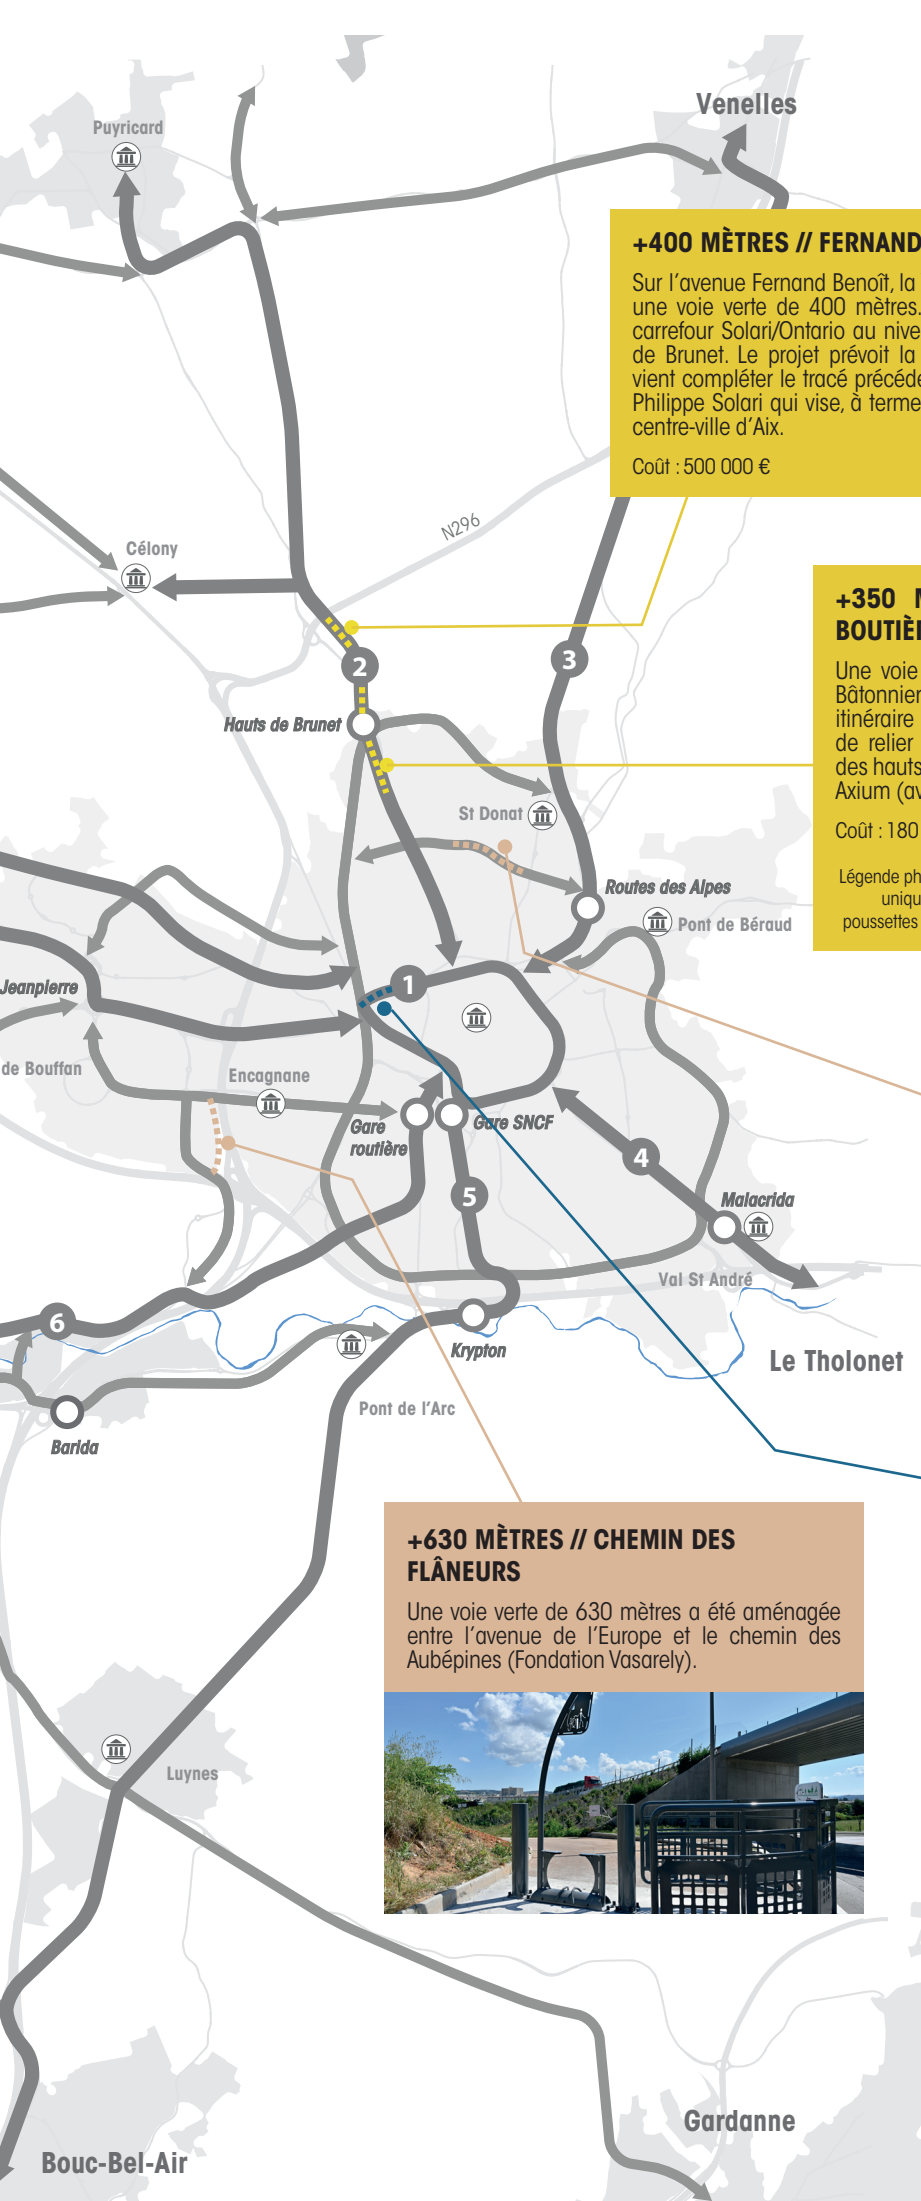 Venelles
Puyricard
+400 MÈTRES // FERNAND
Sur l'avenue Fernand Benoît, la
une voie verte de 400 mètres.
carrefour Solari/Ontario au nive
de Brunet. Le projet prévoit la
vient compléter le tracé précéde
Philippe Solari qui vise, à terme
centre-ville d'Aix.
Coût : 500 000 €
N296
Célony
+350 M
BOUTIÈR
Une voie
Bâtonnier
itinéraire
de relier
des hauts
Axium (av
Coût : 180
Légende ph
uniqu
poussettes
3
2
Hauts de Brunet
St Donat
Routes des Alpes
Pont de Béraud
1
Jeanpierre
de Bouffan
Encagnane
Gare
routière
Gare SNCF
4
5
Malacrida
Val St André
6
Krypton
Le Tholonet
Pont de l'Arc
Barida
+630 MÈTRES // CHEMIN DES
FLÂNEURS
Une voie verte de 630 mètres a été aménagée
entre l'avenue de l'Europe et le chemin des
Aubépines (Fondation Vasarely).
Luynes
Gardanne
Bouc-Bel-Air